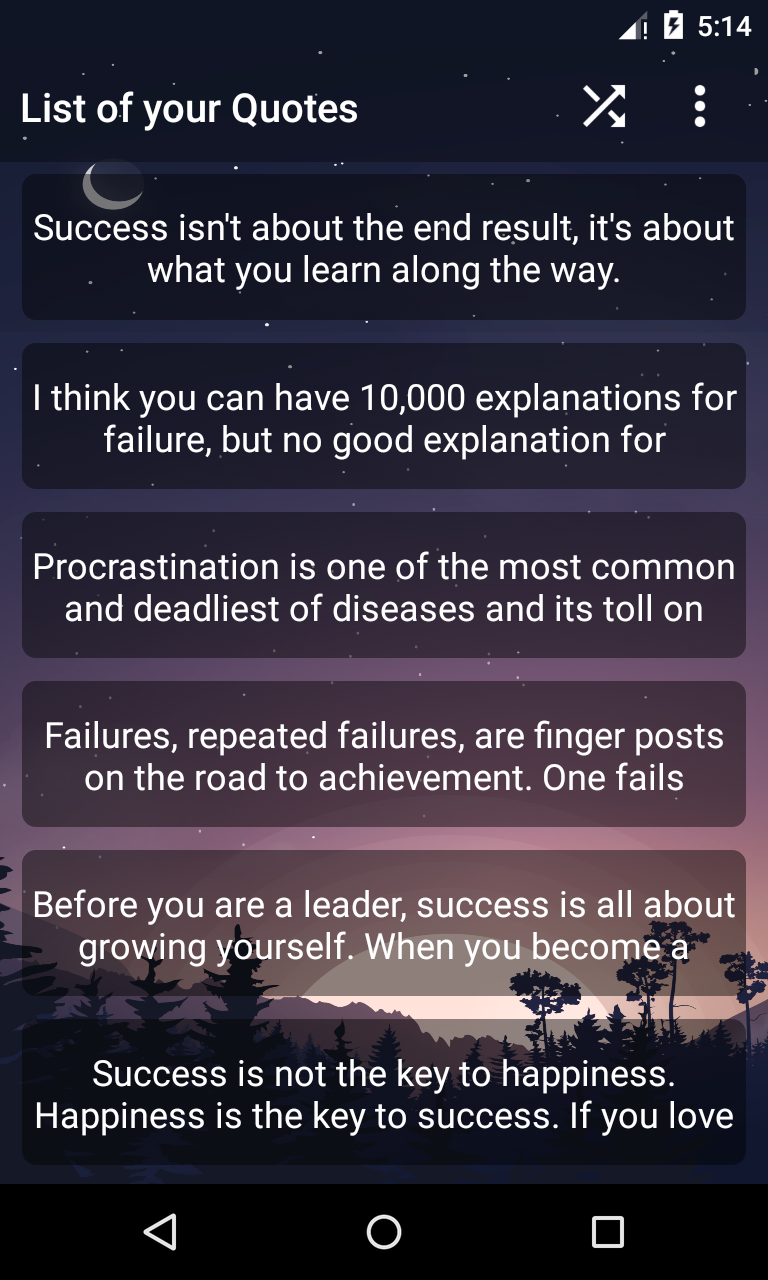 5:14
List of your Quotes
Success isn't about the end result, it's about
what you learn along the way.
I think you can have 10,000 explanations for
failure, but no good explanation for
Procrastination is one of the most common
and deadliest of diseases and its toll on
Failures, repeated failures, are finger posts
on the road to achievement. One fails
Before you are a leader, success is all about
growing yourself. When you become a
Success is not the key to happiness.
Happiness is the key to success. If you love